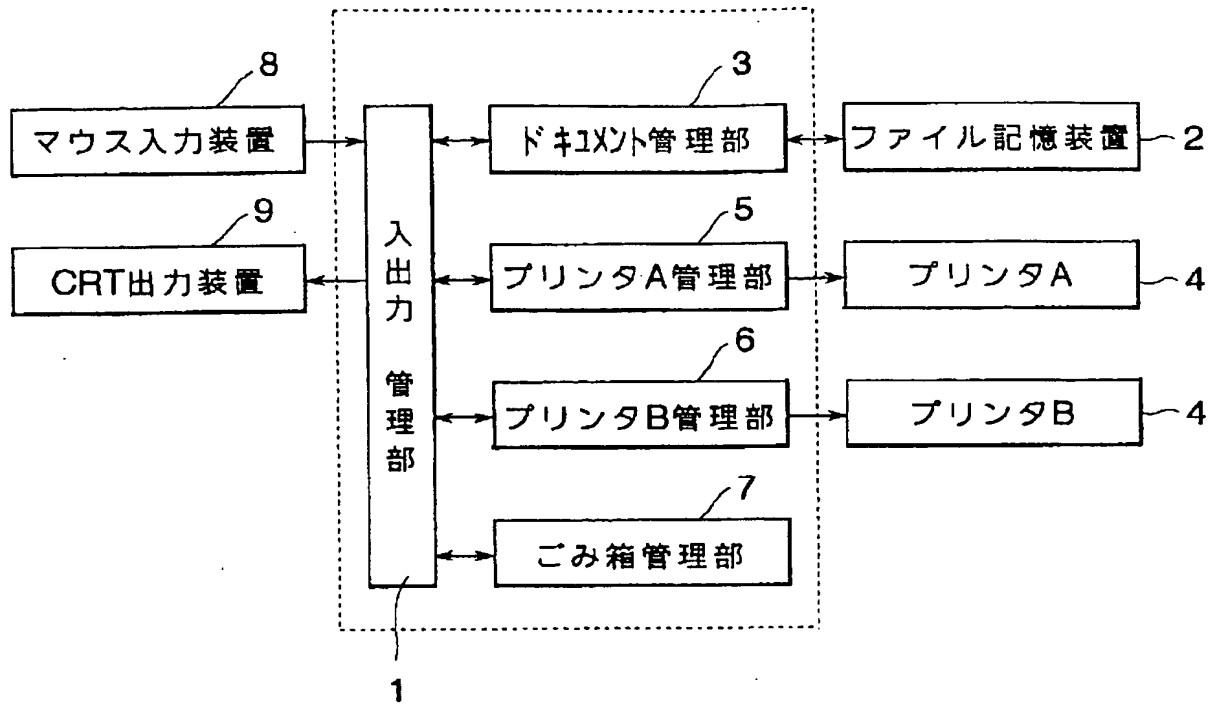 8
マウス入力装置
9
CRT出力装置
入出力 管理部
1
3
ドキュメント管理部
5
プリンタA管理部
6
プリンタB管理部
7
ごみ箱管理部
ファイル記憶装置
2
プリンタA
4
プリンタB
4